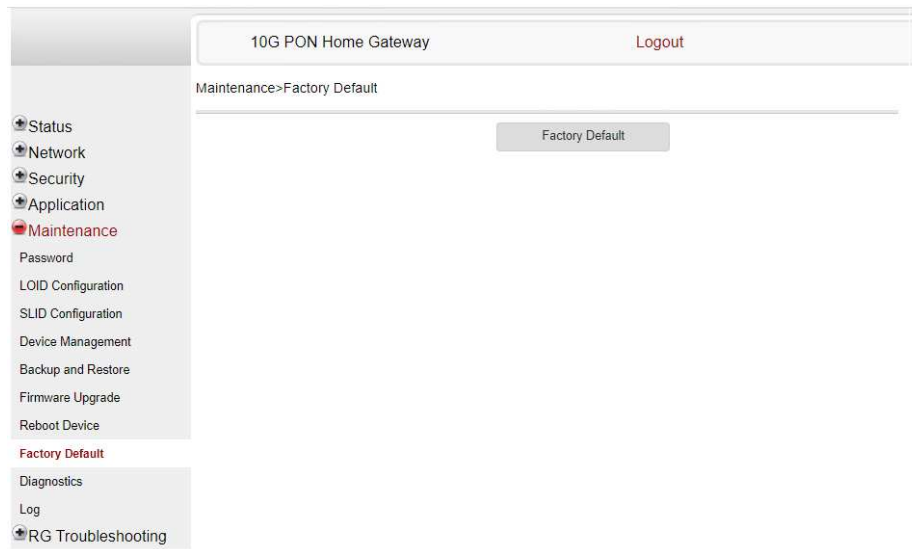 10G PON Home Gateway
Logout
Maintenance>Factory Default
Factory Default
Status
Network
Security
Application
Maintenance
Password
LOID Configuration
SLID Configuration
Device Management
Backup and Restore
Firmware Upgrade
Reboot Device
Factory Default
Diagnostics
Log
RG Troubleshooting